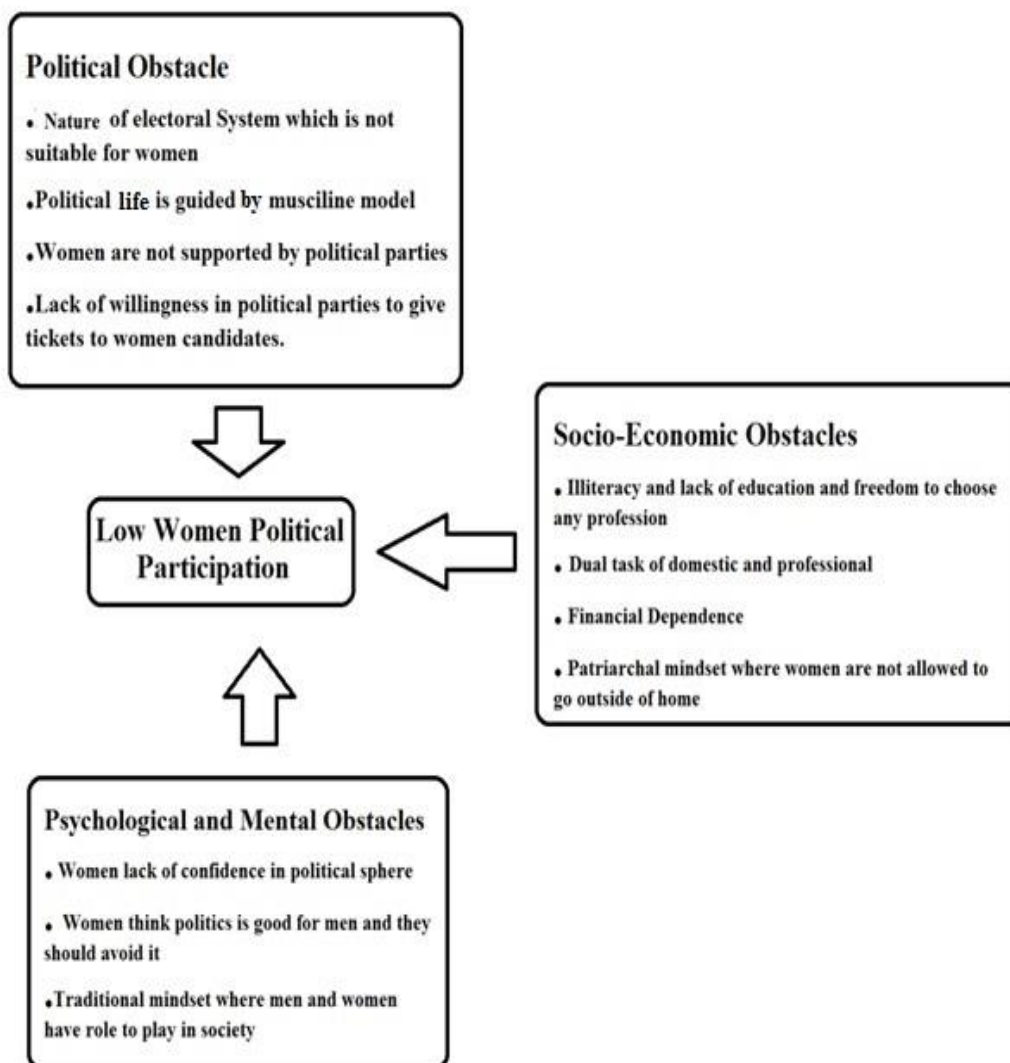 Political Obstacle
• Nature of electoral System which is not
suitable for women
•Political life is guided by musciline model
•Women are not supported by political parties
•Lack of willingness in political parties to give
tickets to women candidates.
Low Women Political
Participation
Socio-Economic Obstacles
• Illiteracy and lack of education and freedom to choose
any profession
• Dual task of domestic and professional
• Financial Dependence
• Patriarchal mindset where women are not allowed to
go outside of home
Psychological and Mental Obstacles
• Women lack of confidence in political sphere
• Women think politics is good for men and they
should avoid it
•Traditional mindset where men and women
have role to play in society